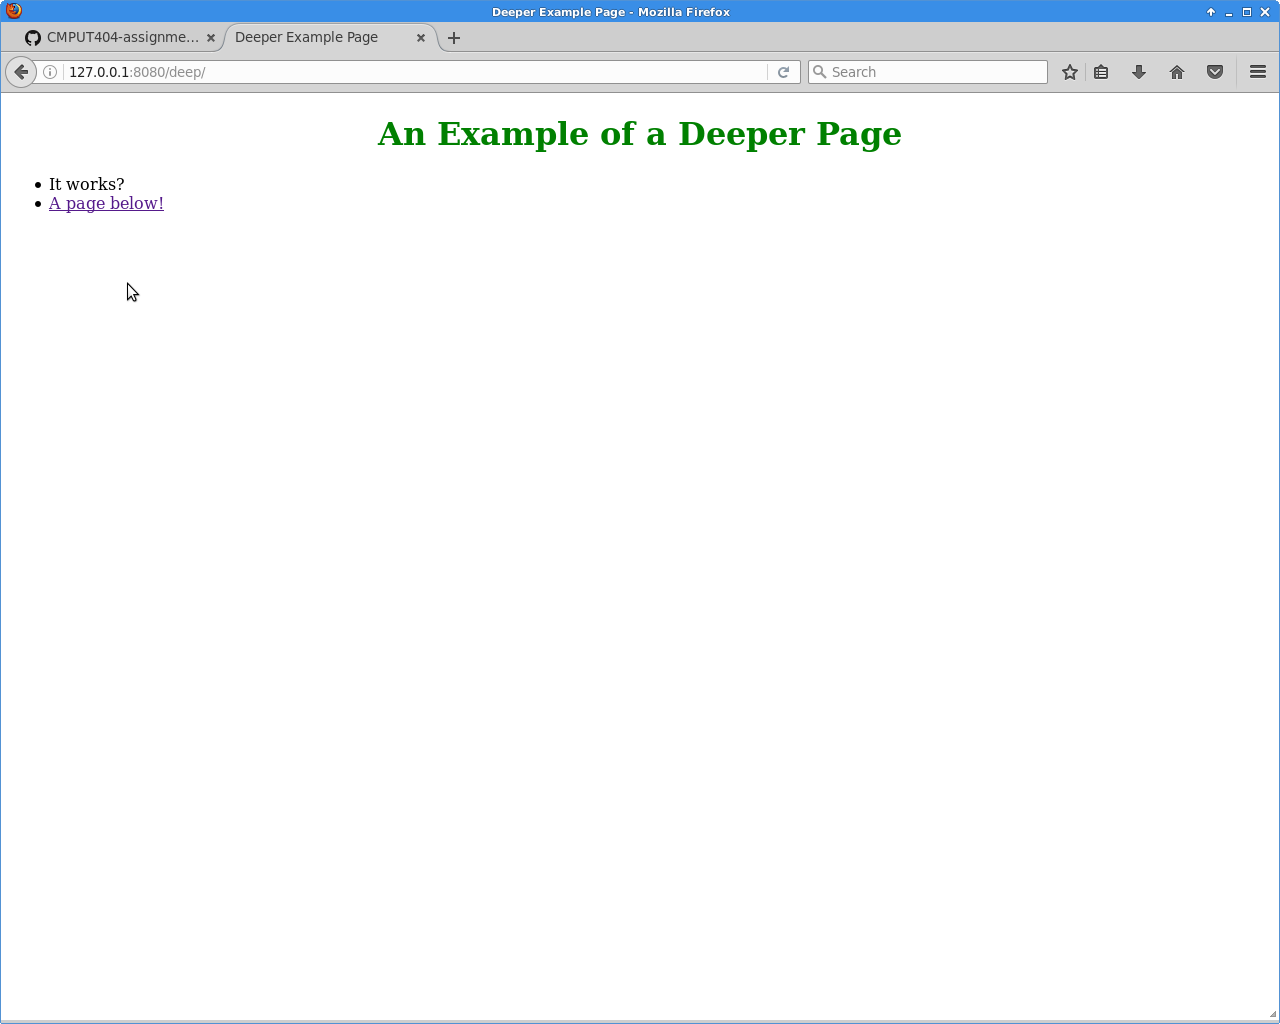 Deeper Example Page - Mozilla Firefox
CMPUT404-assignme...
Deeper Example Page
127.0.0.1:8080/deep/
Search
An Example of a Deeper Page
It works?
A page below!